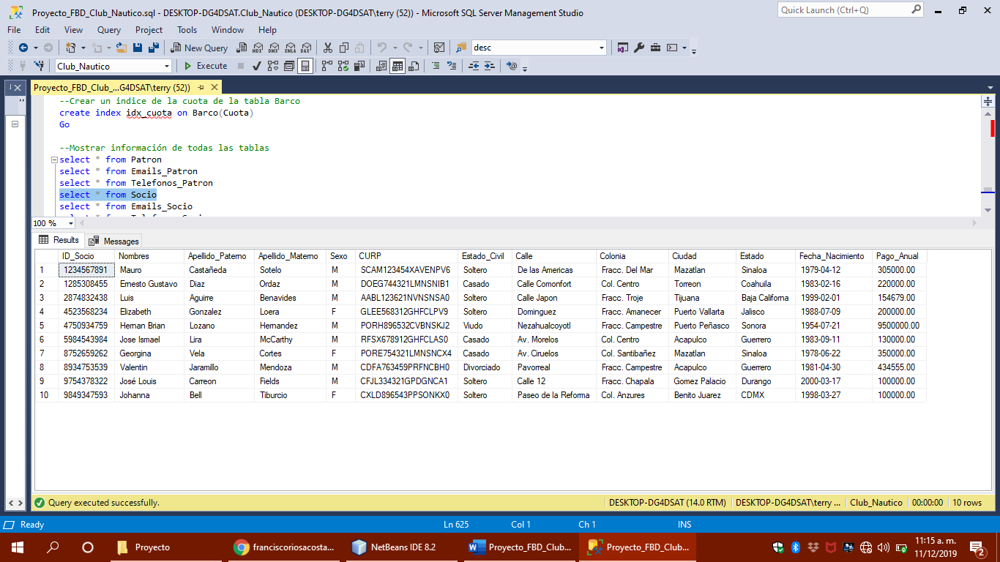 Proyecto_FBD_Club_Nautico.sql - DESKTOP-DG4DSAT.Club_Nautico (DESKTOP-DG4DSAT\terry (52)) - Microsoft SQL Server Management Studio
Quick Launch (Ctrl+Q)
File Edit View Query Project Tools Window Help
New Query MDX DMX XMLA DAX desc
Club_Nautico Execute
Proyecto_FBD_Club_...G4DSAT\terry (52))
--Crear un indice de la cuota de la tabla Barco
create index idx_cuota on Barco(Cuota)
Go
--Mostrar información de todas las tablas
select * from Patron
select * from Emails_Patron
select * from Telefonos_Patron
select * from Socio
select * from Emails_Socio
100 %
Results Messages
ID_Socio Nombres Apellido_Paterno Apellido_Materno Sexo CURP Estado_Civil Calle Colonia Ciudad Estado Fecha_Nacimiento Pago_Anual
1 1234567891 Mauro Castañeda Sotelo M SCAM123454XAVENPV6 Soltero De las Americas Fracc. Del Mar Mazatlan Sinaloa 1979-04-12 305000.00
2 1285308455 Ernesto Gustavo Diaz Ordaz M DOEG744321LMNSNIB1 Casado Calle Comonfort Col. Centro Torreon Coahuila 1983-02-16 220000.00
3 2874832438 Luis Aguirre Benavides M AABL123621NVNSNSA0 Soltero Calle Japon Fracc. Troje Tijuana Baja California 1999-02-01 154679.00
4 4523568234 Elizabeth Gonzalez Loera F GLEE568312GHFCLPV9 Soltero Dominguez Fracc. Amanecer Puerto Vallarta Jalisco 1988-07-09 200000.00
5 4750934759 Hernan Brian Lozano Hernandez M PORH896532CVBNSKJ2 Viudo Nezahualcoyotl Fracc. Campestre Puerto Peñasco Sonora 1954-07-21 9500000.00
6 5984543984 Jose Ismael Lira McCarthy M RFSX678912GHFCLAS0 Casado Av. Morelos Col. Centro Acapulco Guerrero 1983-09-11 130000.00
7 8752659262 Georgina Vela Cortes F PORE754321LMNSNCX4 Casado Av. Ciruelos Col. Santibañez Mazatlan Sinaloa 1978-06-22 350000.00
8 8934753539 Valentin Jaramillo Mendoza M CDFA763459PRFNCBH0 Divorciado Pavorreal Fracc. Campestre Acapulco Guerrero 1981-04-30 434555.00
9 9754378322 José Louis Carreon Fields M CFJL334321GPDGNCA1 Soltero Calle 12 Fracc. Chapala Gomez Palacio Durango 2000-03-17 100000.00
10 9849347593 Johanna Bell Tiburcio F CXLD896543PPSONKX0 Soltero Paseo de la Reforma Col. Anzures Benito Juarez CDMX 1998-03-27 100000.00
Query executed successfully. DESKTOP-DG4DSAT (14.0 RTM) DESKTOP-DG4DSAT\terry ... Club_Nautico 00:00:00 10 rows
Ready Ln 625 Col 1 Ch 1 INS
Proyecto franciscoriosacosta... NetBeans IDE 8.2 Proyecto_FBD_Club... Proyecto_FBD_Club...
11:15 a. m.
11/12/2019
2